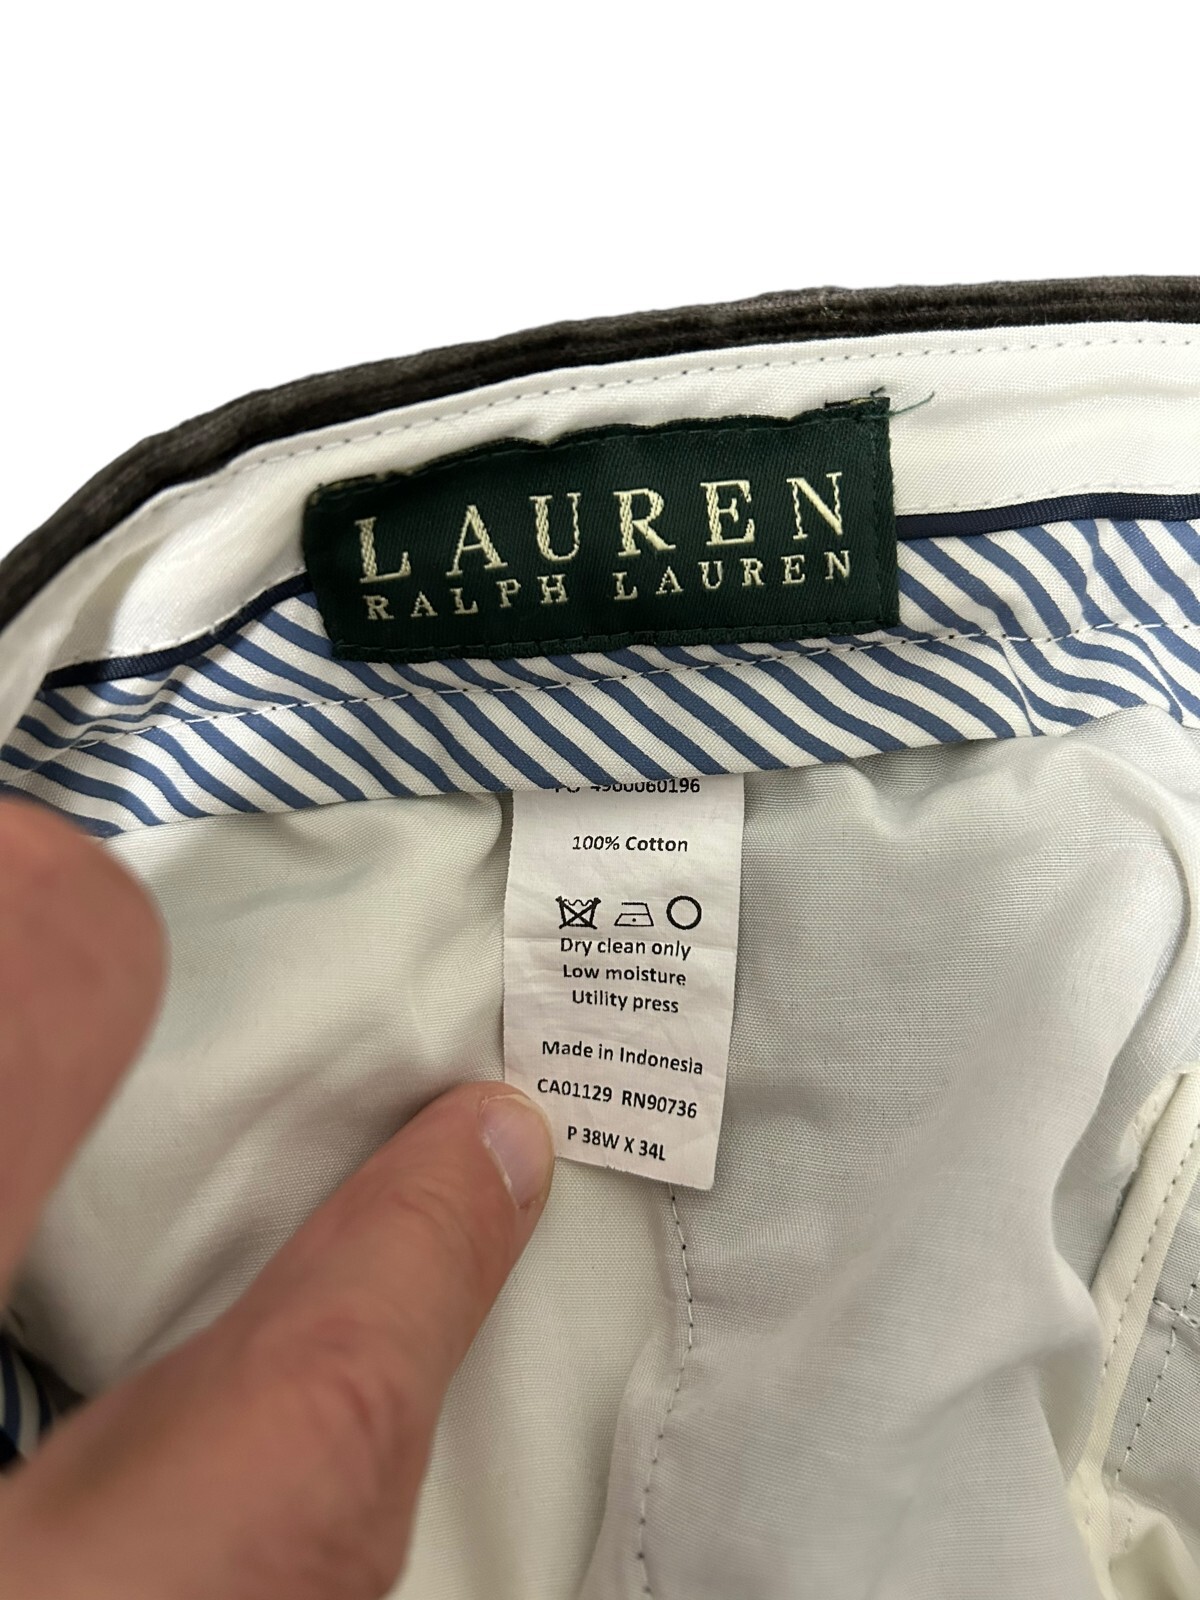 LAUREN
RALPH LAUREN
4900060196
100% Cotton
Dry clean only
Low moisture
Utility press
Made in Indonesia
CA01129 RN90736
P 38W X 34L